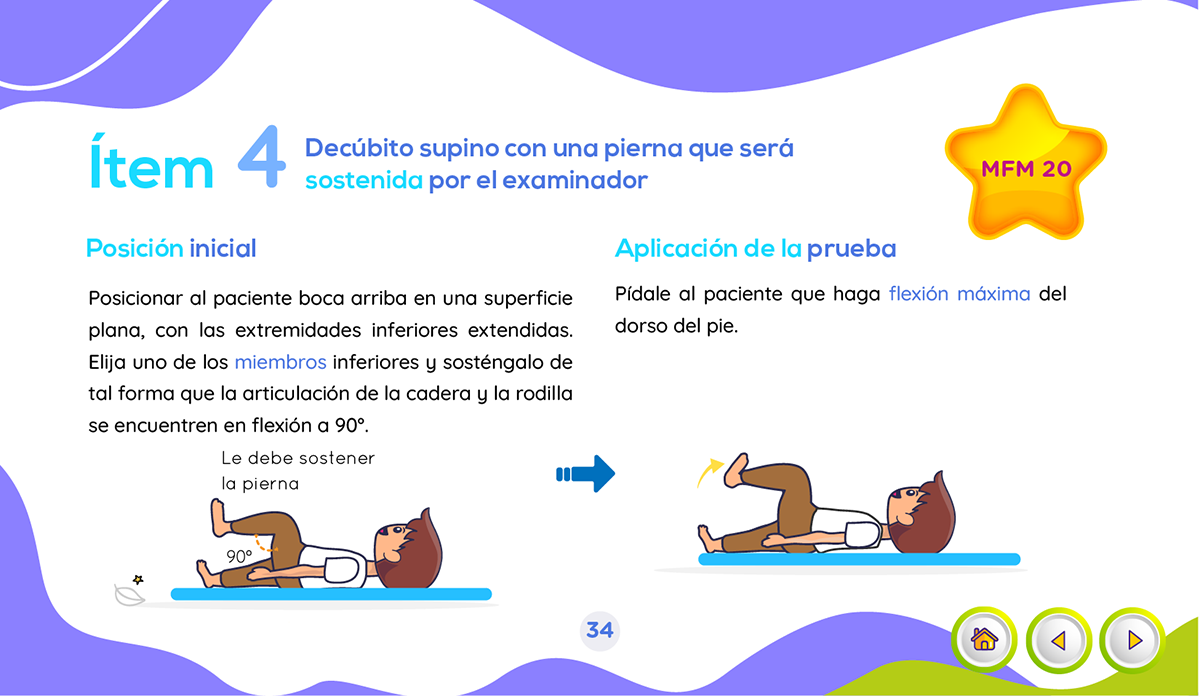 Ítem 4
Decúbito supino con una pierna que será
sostenida por el examinador
MFM 20
Posición inicial
Posicionar al paciente boca arriba en una superficie
plana, con las extremidades inferiores extendidas.
Elija uno de los miembros inferiores y sosténgalo de
tal forma que la articulación de la cadera y la rodilla
se encuentren en flexión a 90°.
Le debe sostener
la pierna
90°
Aplicación de la prueba
Pídale al paciente que haga flexión máxima del
dorso del pie.
34